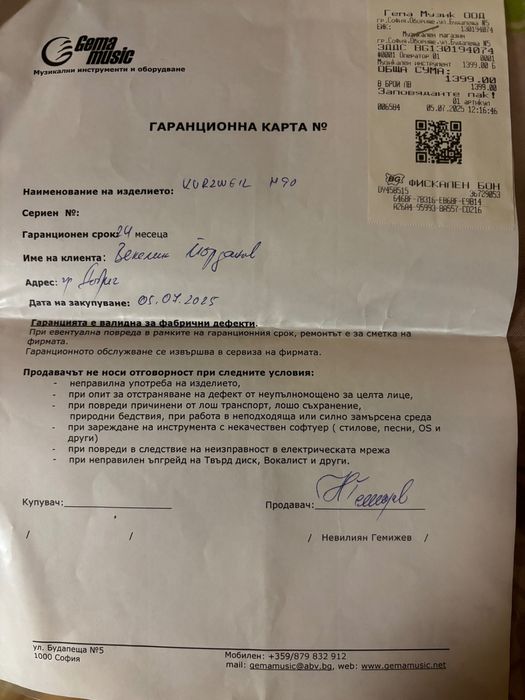 Gema
music
Музикални инструменти и оборудване
Гема Музик ООД
гр.София,Оборище,ул.Будапеща №5
ЕИК: 130194074
Музикален магазин
гр.София,Оборище,ул.Будапеща №5
ЗДДС BG130194074
#0001 Оператор 01 0001
Музикален инструмент 1399.00 Б
ОБЩА СУМА: 1399.00
В БРОЙ ЛВ 1399.00
Заповядайте пак!
01 артикул
006584 05.07.2025 12:16:46
BG ФИСКАЛЕН БОН
DY458515 36729053
ГАРАНЦИОННА КАРТА №
Наименование на изделието: KURZWEIL M90
Сериен №:
Гаранционен срок: 24 месеца
Име на клиента: Йорданов
Адрес: гр Добрич
Дата на закупуване: 05.07.2025
Гаранцията е валидна за фабрични дефекти.
При евентуална повреда в рамките на гаранционния срок, ремонтът е за сметка на
фирмата.
Гаранционното обслужване се извършва в сервиза на фирмата.
Продавачът не носи отговорност при следните условия:
- неправилна употреба на изделието,
- при опит за отстраняване на дефект от неупълномощено за целта лице,
- при повреди причинени от лош транспорт, лошо съхранение,
природни бедствия, при работа в неподходяща или силно замърсена среда
- при зареждане на инструмента с некачествен софтуер ( стилове, песни, OS и
други)
- при повреди в следствие на неизправност в електрическата мрежа
- при неправилен ъпгрейд на Твърд диск, Вокалист и други.
Купувач: Продавач:
/ / / Невилиян Гемижев /
ул. Будапеща №5
1000 София
Мобилен: +359/879 832 912
mail: gemamusic@abv.bg, web: www.gemamusic.net